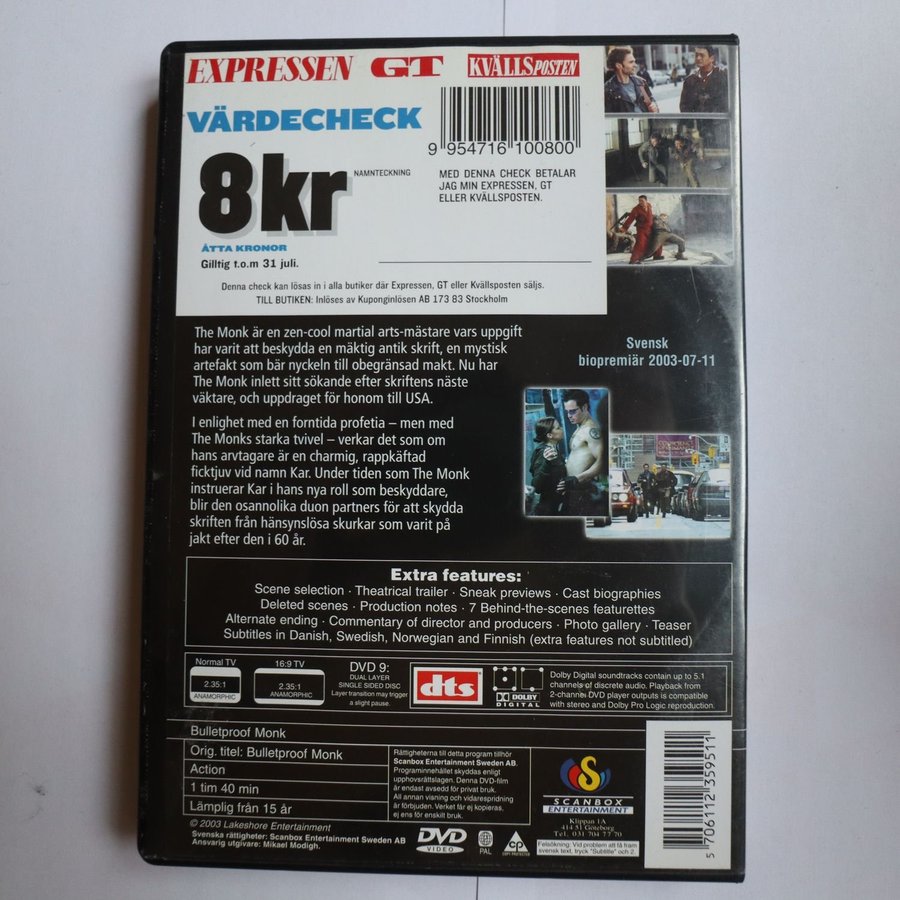 EXPRESSEN GT KVÄLLSPOSTEN
VÄRDECHECK
9 954716 100800
8kr
NAMNTECKNING
MED DENNA CHECK BETALAR
JAG MIN EXPRESSEN, GT
ELLER KVÄLLSPOSTEN.
ÅTTA KRONOR
Gilltig t.o.m 31 juli.
Denna check kan lösas in i alla butiker där Expressen, GT eller Kvällsposten säljs.
TILL BUTIKEN: Inlöses av Kuponginlösen AB 173 83 Stockholm
The Monk är en zen-cool martial arts-mästare vars uppgift
har varit att beskydda en mäktig antik skrift, en mystisk
artefakt som bär nyckeln till obegränsad makt. Nu har
The Monk inlett sitt sökande efter skriftens näste
väktare, och uppdraget för honom till USA.
I enlighet med en forntida profetia – men med
The Monks starka tvivel – verkar det som om
hans arvtagare är en charmig, rappkäftad
ficktjuv vid namn Kar. Under tiden som The Monk
instruerar Kar i hans nya roll som beskyddare,
blir den osannolika duon partners för att skydda
skriften från hänsynslösa skurkar som varit på
jakt efter den i 60 år.
Svensk
biopremiär 2003-07-11
Extra features:
Scene selection · Theatrical trailer · Sneak previews · Cast biographies
Deleted scenes · Production notes · 7 Behind-the-scenes featurettes
Alternate ending · Commentary of director and producers · Photo gallery · Teaser
Subtitles in Danish, Swedish, Norwegian and Finnish (extra features not subtitled)
Normal TV
2.35:1
ANAMORPHIC
16:9 TV
2.35:1
ANAMORPHIC
DVD 9:
DUAL LAYER
SINGLE SIDED DISC
Layer transition may trigger
a slight pause.
dts
DOLBY
DIGITAL
Dolby Digital soundtracks contain up to 5.1
channels of discrete audio. Playback from
2-channel DVD player outputs is compatible
with stereo and Dolby Pro Logic reproduction.
Bulletproof Monk
Orig. titel: Bulletproof Monk
Action
1 tim 40 min
Lämplig från 15 år
© 2003 Lakeshore Entertainment
Svenska rättigheter: Scanbox Entertainment Sweden AB
Ansvarig utgivare: Mikael Modigh.
Rättigheterna till detta program tillhör
Scanbox Entertainment Sweden AB.
Programinnehållet skyddas enligt
upphovsrättslagen. Denna DVD-film
är endast avsedd för privat bruk.
All annan visning och vidarespridning
är förbjuden. Verket får ej kopieras,
ej ens för enskilt bruk.
DVD
VIDEO
PAL
CP
COPY PROTECTED
S
SCANBOX
ENTERTAINMENT
Klippan 1A
414 51 Göteborg
Tel. 031 704 77 70
Felsökning: Vid problem att få fram
svensk text, tryck "Subtitle" och 2.
5 706112 359511